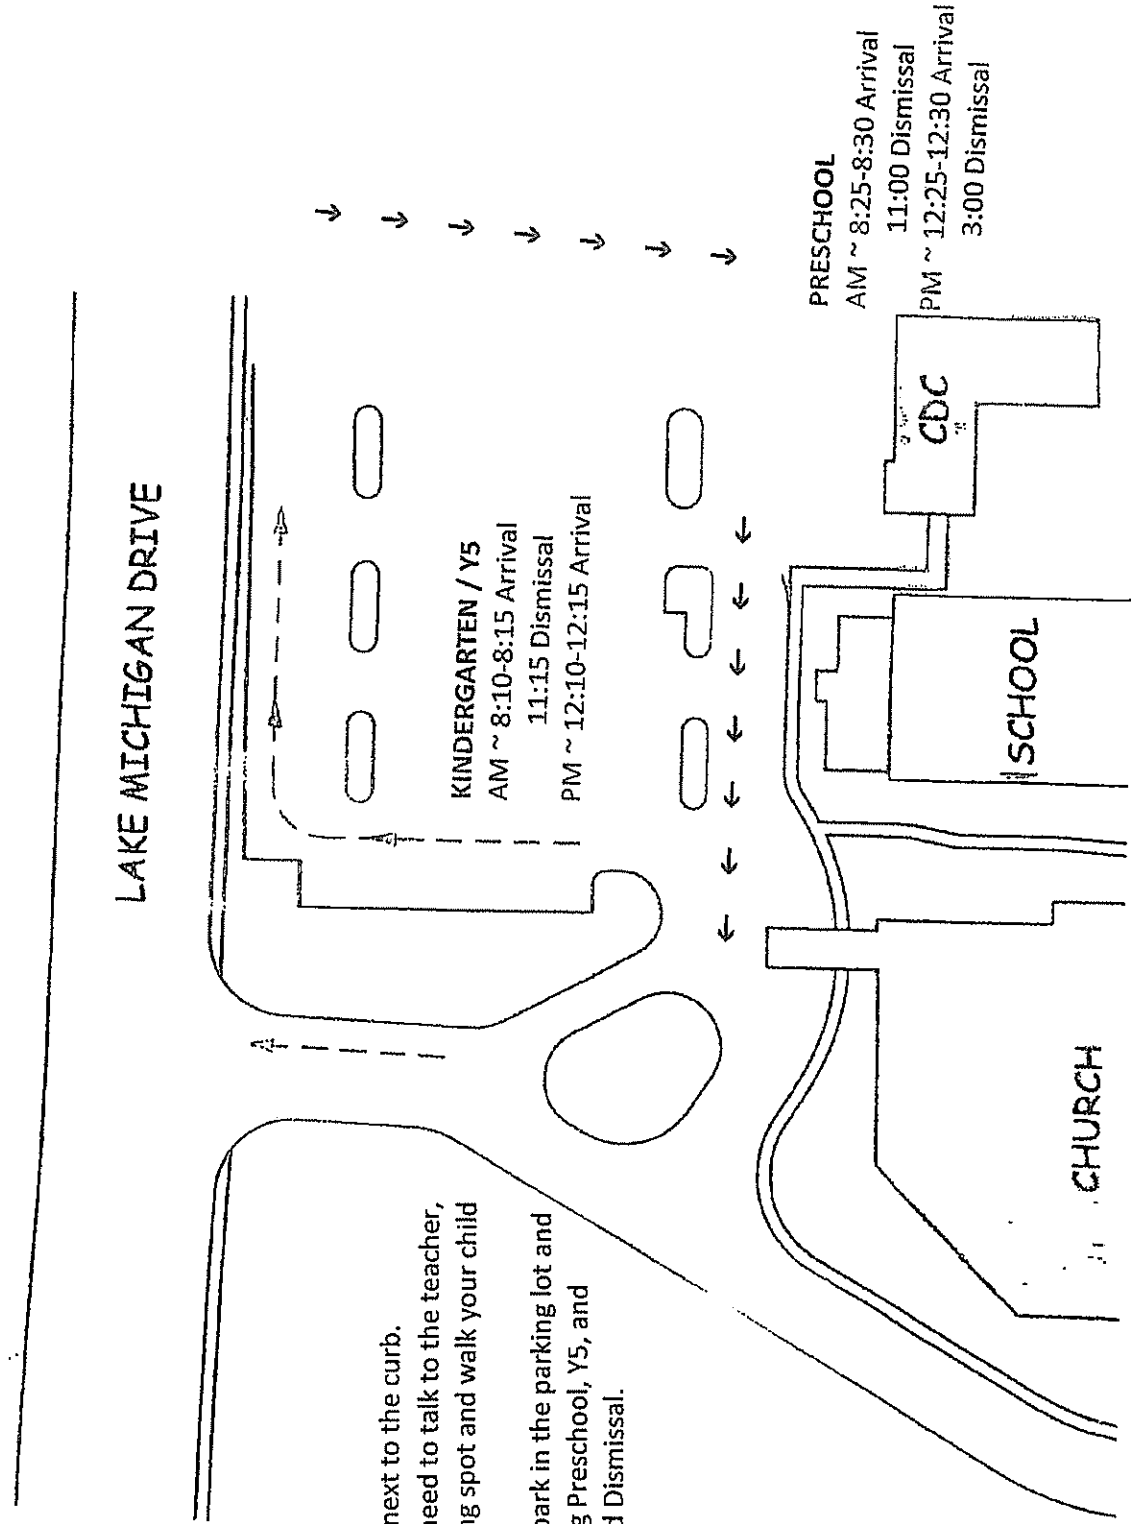 LAKE MICHIGAN DRIVE
KINDERGARTEN / Y5
AM ~ 8:10-8:15 Arrival
11:15 Dismissal
PM ~ 12:10-12:15 Arrival
PRESCHOOL
AM ~ 8:25-8:30 Arrival
11:00 Dismissal
PM ~ 12:25-12:30 Arrival
3:00 Dismissal
next to the curb.
need to talk to the teacher,
spot and walk your child
park in the parking lot and
Preschool, Y5, and
Dismissal.
CHURCH
SCHOOL
CDC